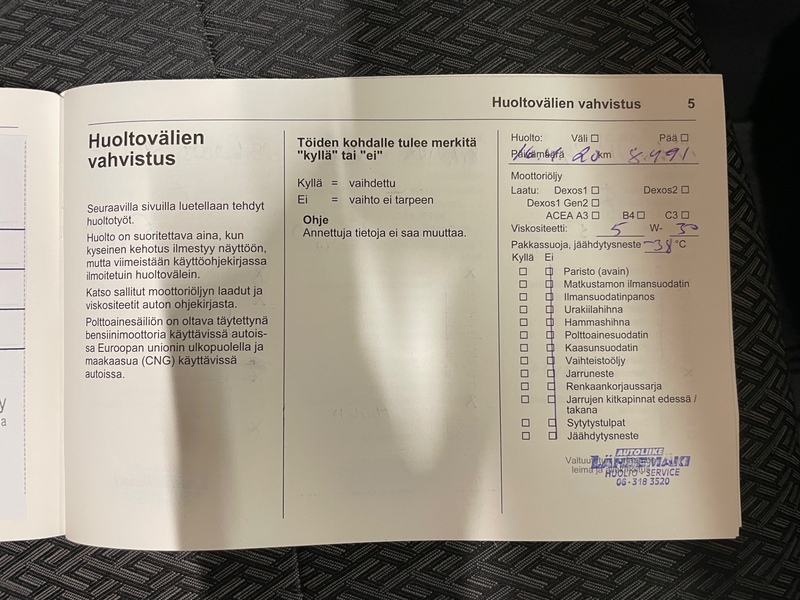 Huoltovälien vahvistus 5
Huoltovälien
vahvistus
Seuraavilla sivuilla luetellaan tehdyt
huoltotyöt.
Huolto on suoritettava aina, kun
kyseinen kehotus ilmestyy näyttöön,
mutta viimeistään käyttöohjekirjassa
ilmoitetuin huoltovälein.
Katso sallitut moottoriöljyn laadut ja
viskositeetit auton ohjekirjasta.
Polttoainesäiliön on oltava täytettynä
bensiinimoottoria käyttävissä autois-
sa Euroopan unionin ulkopuolella ja
maakaasua (CNG) käyttävissä
autoissa.
Töiden kohdalle tulee merkitä
"kyllä" tai "ei"
Kyllä = vaihdettu
Ei = vaihto ei tarpeen
Ohje
Annettuja tietoja ei saa muuttaa.
Huolto: Väli Pää
Päivämäärä 20 km 8.491
Moottoriöljy
Laatu: Dexos1 Dexos2
Dexos1 Gen2
ACEA A3 B4 C3
Viskositeetti: 5 W- 30
Pakkassuoja, jäähdytysneste -38 °C
Kyllä Ei
Paristo (avain)
Matkustamon ilmansuodatin
Ilmansuodatinpanos
Urakiilahihna
Hammashihna
Polttoainesuodatin
Kaasunsuodatin
Vaihteistoöljy
Jarruneste
Renkaankorjaussarja
Jarrujen kitkapinnat edessä /
takana
Sytytystulpat
Jäähdytysneste
AUTOLIIKE
LÄNTEMÄKI
HUOLTO - SERVICE
06-318 3520